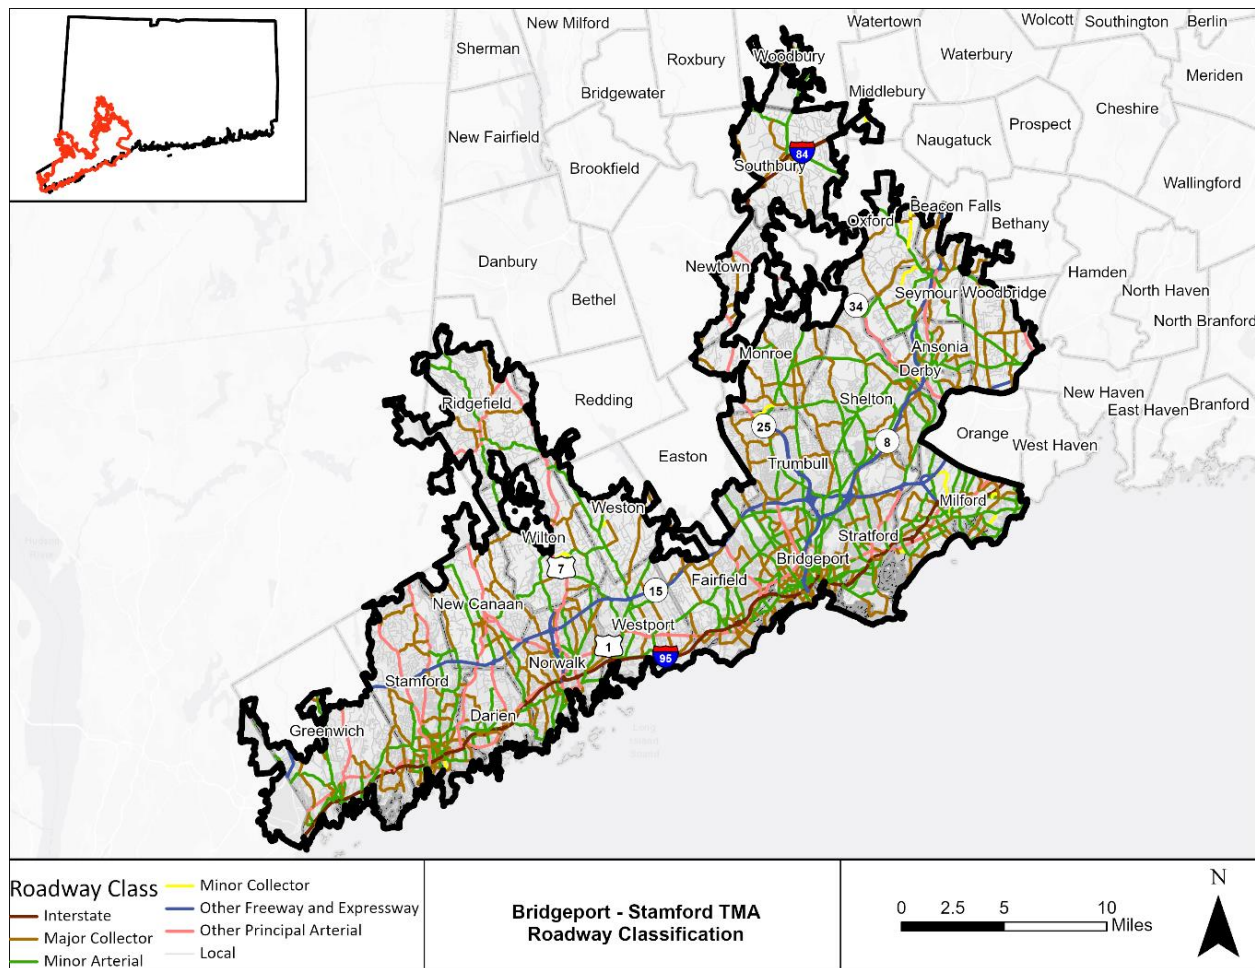 New Milford
Watertown
Wolcott
Southington
Berlin
Sherman
Roxbury
Woodbury
Waterbury
Meriden
Bridgewater
Middlebury
Cheshire
New Fairfield
Naugatuck
Prospect
Brookfield
84
Southbury
Wallingford
Beacon Falls
Oxford
Bethany
Danbury
Newtown
Hamden
Bethel
Seymour
Woodbridge
North Haven
34
North Branford
Monroe
Ansonia
Derby
Ridgefield
Redding
Shelton
New Haven
East Haven
Branford
25
8
Orange
West Haven
Easton
Trumbull
Weston
Milford
Wilton
Stratford
7
Bridgeport
Fairfield
15
New Canaan
Westport
1
95
Norwalk
Stamford
Darien
Greenwich
Long
Island
Sound
Roadway Class
Interstate
Major Collector
Minor Arterial
Minor Collector
Other Freeway and Expressway
Other Principal Arterial
Local
Bridgeport - Stamford TMA
Roadway Classification
0 2.5 5 10
Miles
N